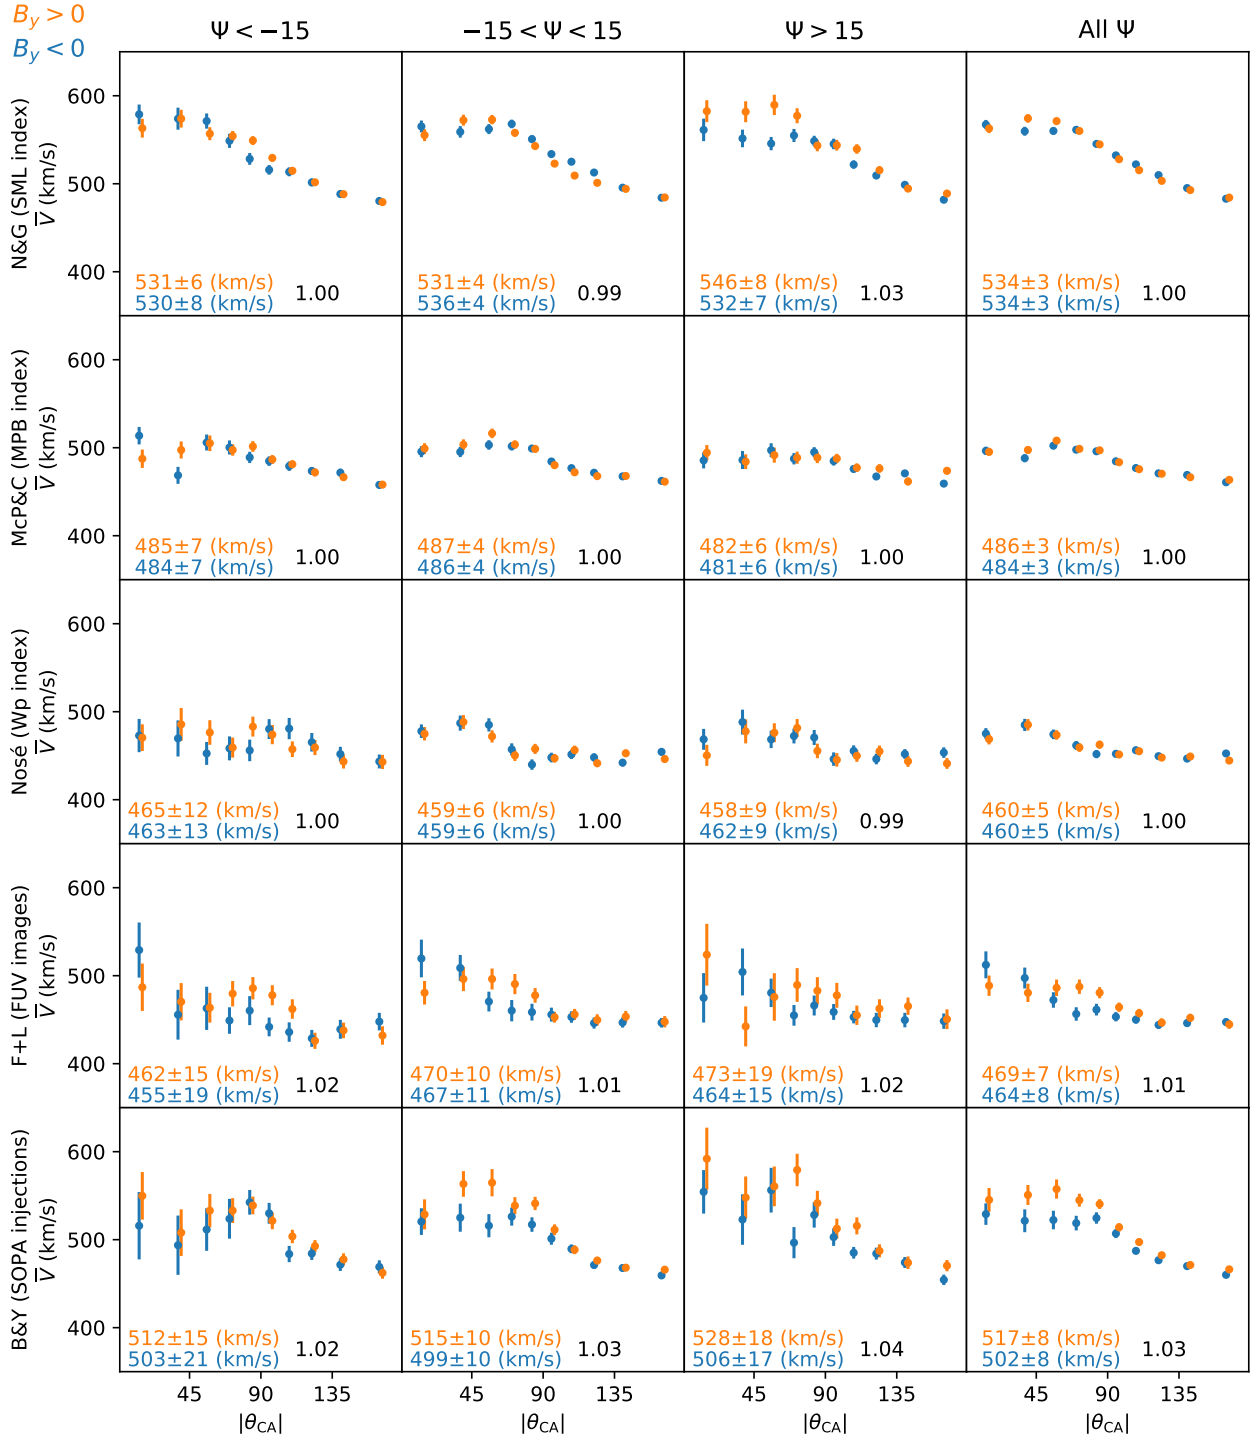 B_y > 0
B_y < 0
Ψ < −15
−15 < Ψ < 15
Ψ > 15
All Ψ
N&G (SML index)
V̅ (km/s)
600
500
400
531±6 (km/s)
530±8 (km/s)
1.00
531±4 (km/s)
536±4 (km/s)
0.99
546±8 (km/s)
532±7 (km/s)
1.03
534±3 (km/s)
534±3 (km/s)
1.00
McP&C (MPB index)
V̅ (km/s)
600
500
400
485±7 (km/s)
484±7 (km/s)
1.00
487±4 (km/s)
486±4 (km/s)
1.00
482±6 (km/s)
481±6 (km/s)
1.00
486±3 (km/s)
484±3 (km/s)
1.00
Nosé (Wp index)
V̅ (km/s)
600
500
400
465±12 (km/s)
463±13 (km/s)
1.00
459±6 (km/s)
459±6 (km/s)
1.00
458±9 (km/s)
462±9 (km/s)
0.99
460±5 (km/s)
460±5 (km/s)
1.00
F+L (FUV images)
V̅ (km/s)
600
500
400
462±15 (km/s)
455±19 (km/s)
1.02
470±10 (km/s)
467±11 (km/s)
1.01
473±19 (km/s)
464±15 (km/s)
1.02
469±7 (km/s)
464±8 (km/s)
1.01
B&Y (SOPA injections)
V̅ (km/s)
600
500
400
512±15 (km/s)
503±21 (km/s)
1.02
515±10 (km/s)
499±10 (km/s)
1.03
528±18 (km/s)
506±17 (km/s)
1.04
517±8 (km/s)
502±8 (km/s)
1.03
45 90 135
45 90 135
45 90 135
45 90 135
|θ_CA|
|θ_CA|
|θ_CA|
|θ_CA|